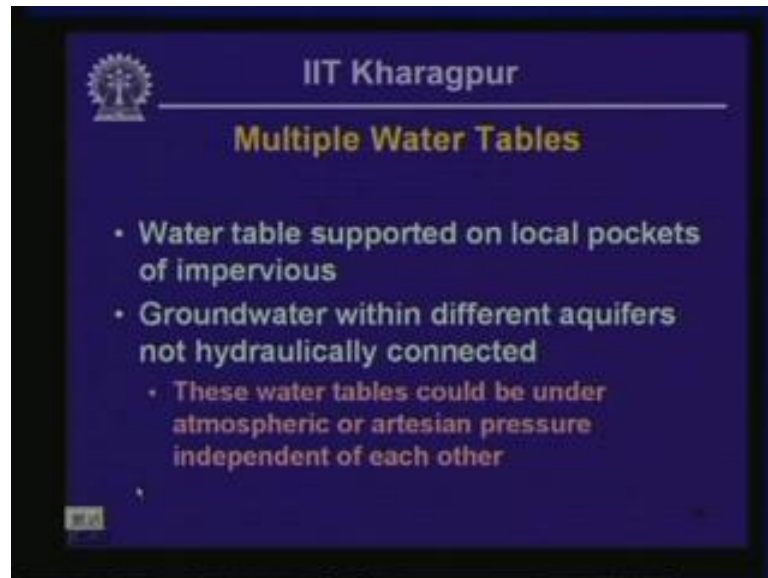 IIT Kharagpur
Multiple Water Tables
• Water table supported on local pockets
of impervious
• Groundwater within different aquifers
not hydraulically connected
• These water tables could be under
atmospheric or artesian pressure
independent of each other